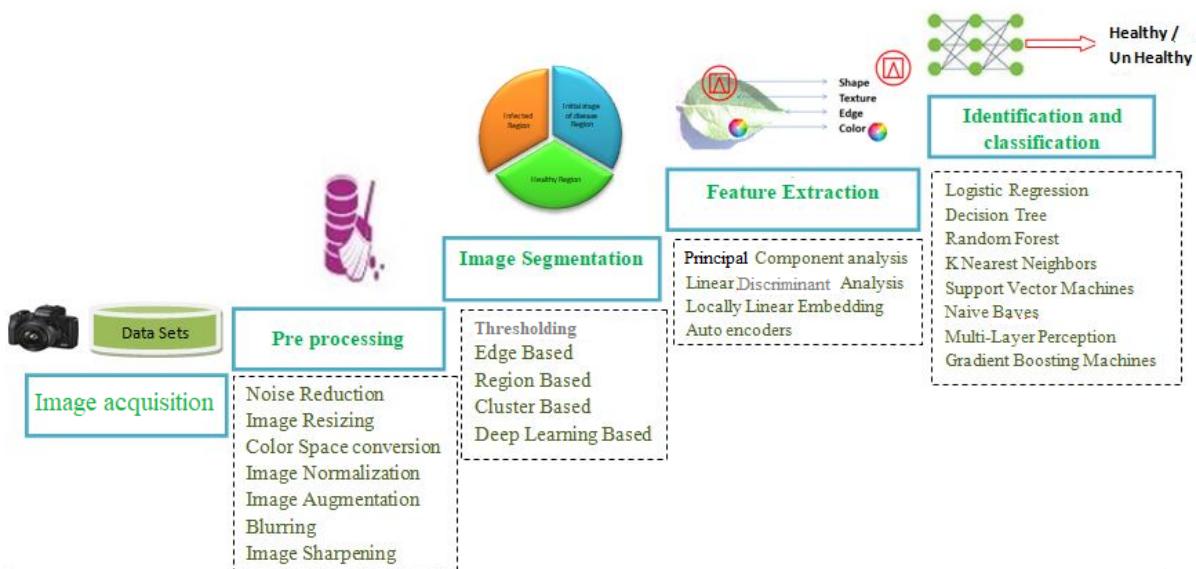 Data Sets
Image acquisition
Pre processing
Noise Reduction
Image Resizing
Color Space conversion
Image Normalization
Image Augmentation
Blurring
Image Sharpening
Infected
Region
Initial stage
of disease
Region
Healthy Region
Image Segmentation
Thresholding
Edge Based
Region Based
Cluster Based
Deep Learning Based
Shape
Texture
Edge
Color
Feature Extraction
Principal Component analysis
Linear Discriminant Analysis
Locally Linear Embedding
Auto encoders
Healthy /
Un Healthy
Identification and
classification
Logistic Regression
Decision Tree
Random Forest
K Nearest Neighbors
Support Vector Machines
Naive Bayes
Multi-Layer Perception
Gradient Boosting Machines